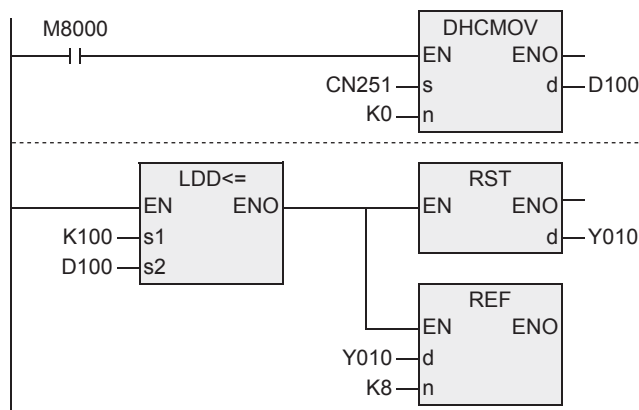 M8000
DHCMOV
EN ENO
CN251 s d D100
K0 n
LDD<= RST
EN ENO EN ENO
K100 s1 d Y010
D100 s2
REF
EN ENO
Y010 d
K8 n